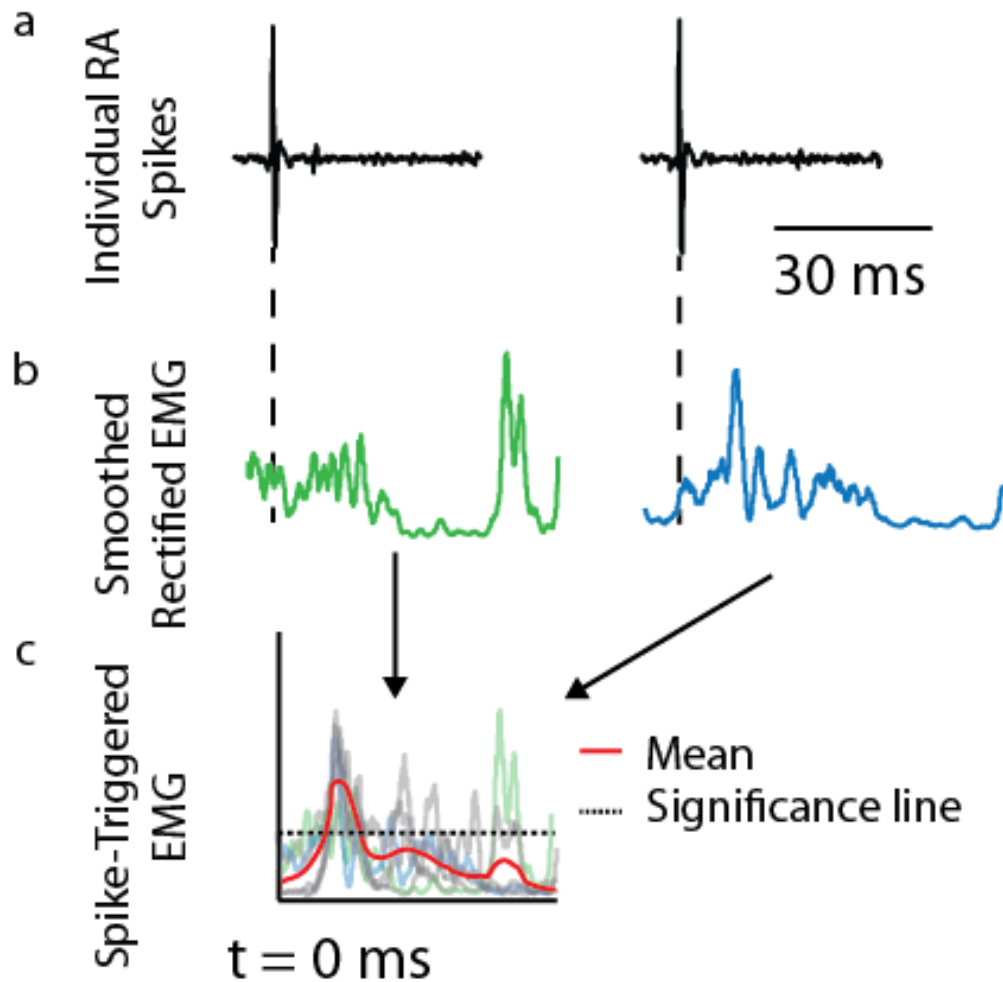 a
Individual RA
Spikes
30 ms
b
Smoothed
Rectified EMG
c
Spike-Triggered
EMG
Mean
Significance line
t = 0 ms